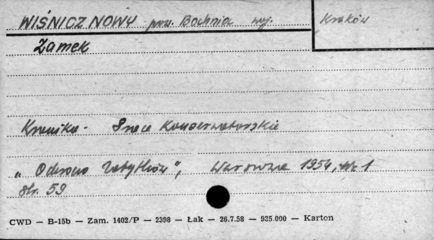 WIŚNICZ NOWY pow. Bochnia woj. Kraków
Zamek
Kronika. Prace Konserwatorskie
"Ochrona Zabytków", Warszawa 1954, Nr 1
str. 59
CWD — B-15b — Zam. 1402/P — 2398 — Łak — 26.7.58 — 935.000 — Karton